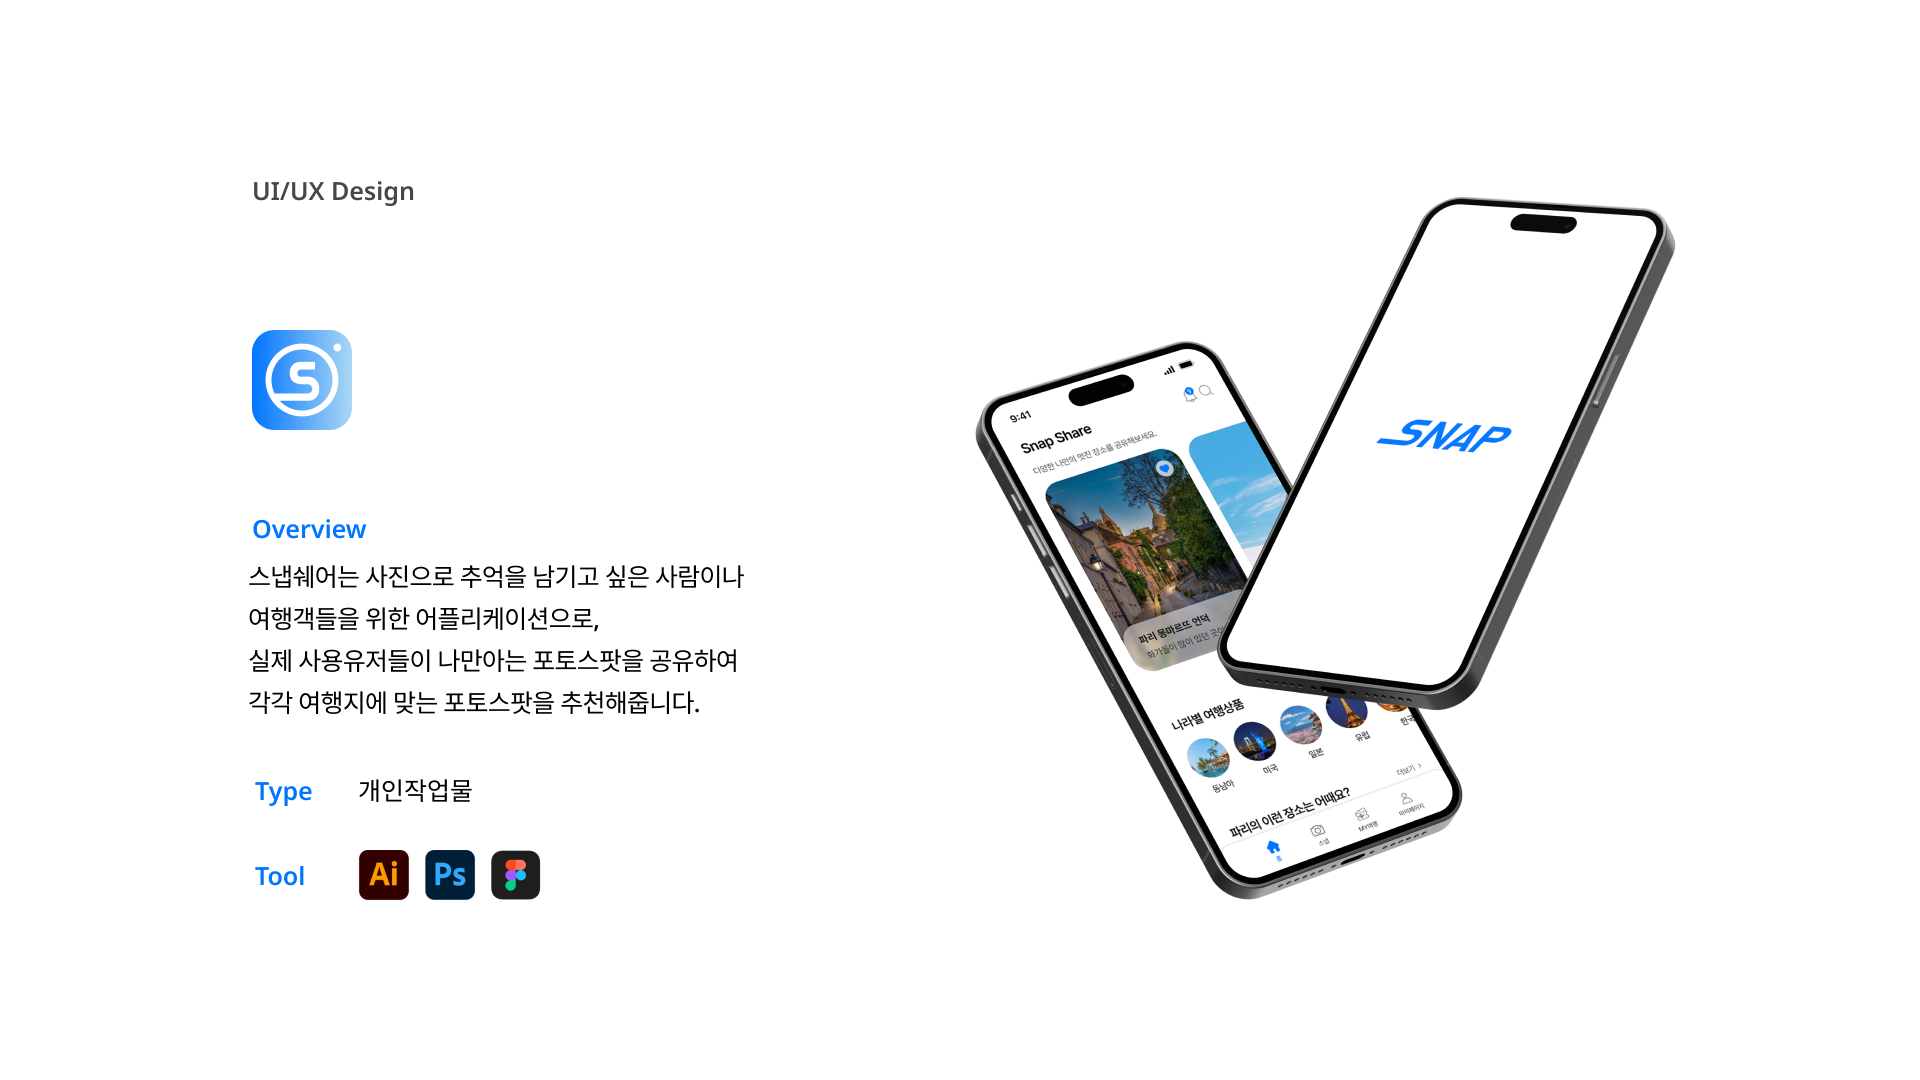 UI/UX Design
S
Overview
스냅쉐어는 사진으로 추억을 남기고 싶은 사람이나
여행객들을 위한 어플리케이션으로,
실제 사용유저들이 나만아는 포토스팟을 공유하여
각각 여행지에 맞는 포토스팟을 추천해줍니다.
Type 개인작업물
Tool
Ai Ps
9:41
Snap Share
다양한 나만의 멋진 장소를 공유해보세요.
파리 몽마르뜨 언덕
화가들이 많이 있던
나라별 여행상품
동남아 미국 일본 유럽 한국
더보기 >
파리의 이런 장소는 어때요?
홈 스냅 MY여행 마이페이지
SNAP